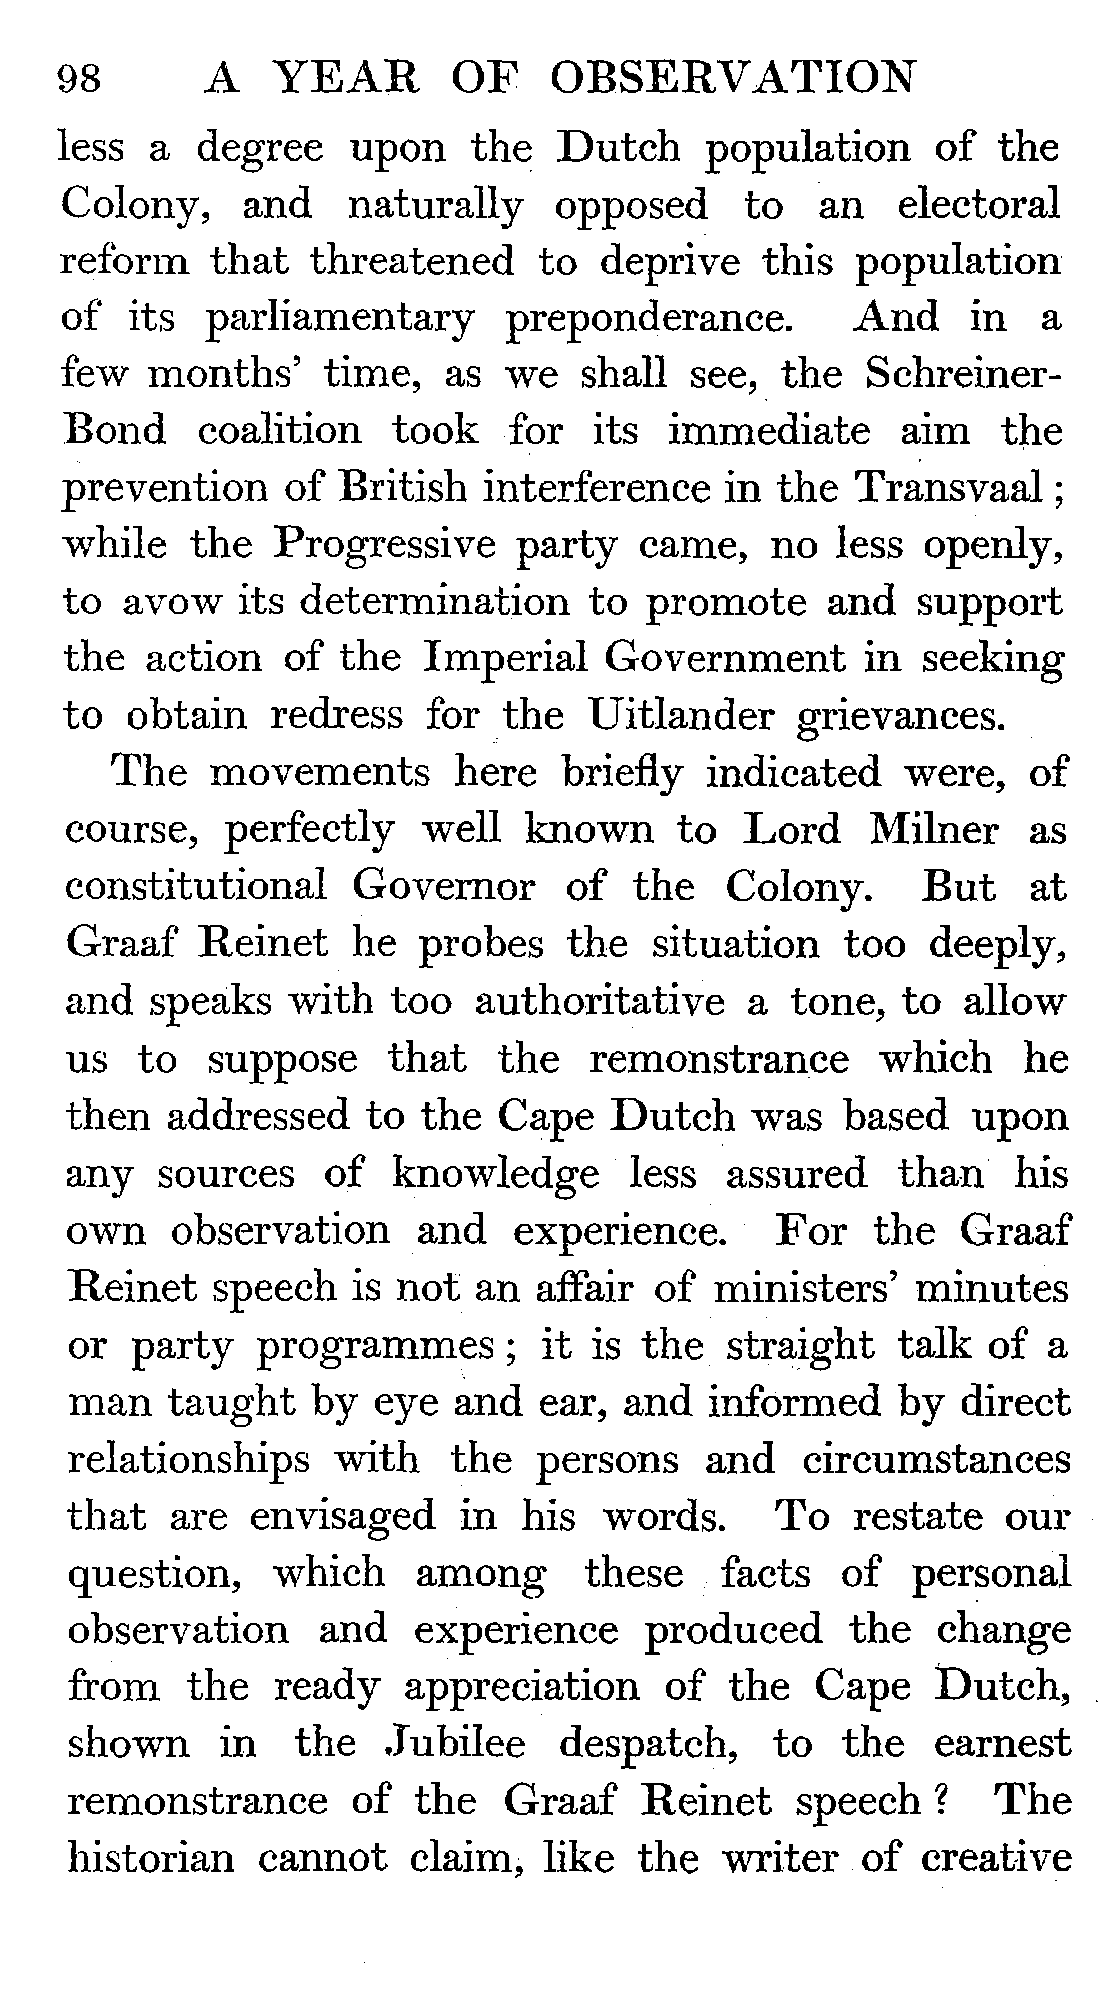 98 A YEAR OF OBSERVATION
less a degree upon the Dutch population of the
Colony, and naturally opposed to an electoral
reform that threatened to deprive this population
of its parliamentary preponderance. And in a
few months' time, as we shall see, the Schreiner-
Bond coalition took for its immediate aim the
prevention of British interference in the Transvaal ;
while the Progressive party came, no less openly,
to avow its determination to promote and support
the action of the Imperial Government in seeking
to obtain redress for the Uitlander grievances.
The movements here briefly indicated were, of
course, perfectly well known to Lord Milner as
constitutional Governor of the Colony. But at
Graaf Reinet he probes the situation too deeply,
and speaks with too authoritative a tone, to allow
us to suppose that the remonstrance which he
then addressed to the Cape Dutch was based upon
any sources of knowledge less assured than his
own observation and experience. For the Graaf
Reinet speech is not an affair of ministers' minutes
or party programmes ; it is the straight talk of a
man taught by eye and ear, and informed by direct
relationships with the persons and circumstances
that are envisaged in his words. To restate our
question, which among these facts of personal
observation and experience produced the change
from the ready appreciation of the Cape Dutch,
shown in the Jubilee despatch, to the earnest
remonstrance of the Graaf Reinet speech ? The
historian cannot claim, like the writer of creative